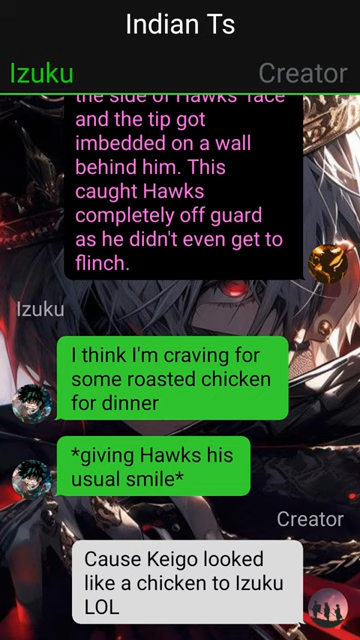 Indian Ts
Izuku Creator
the side of Hawks' face
and the tip got
imbedded on a wall
behind him. This
caught Hawks
completely off guard
as he didn't even get to
flinch.
Izuku
I think I'm craving for
some roasted chicken
for dinner
*giving Hawks his
usual smile*
Creator
Cause Keigo looked
like a chicken to Izuku
LOL